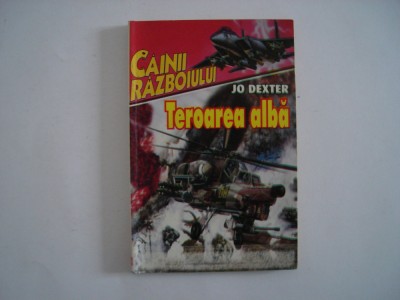 CAINII
RĂZBOIULUI
JO DEXTER
Teroarea albă